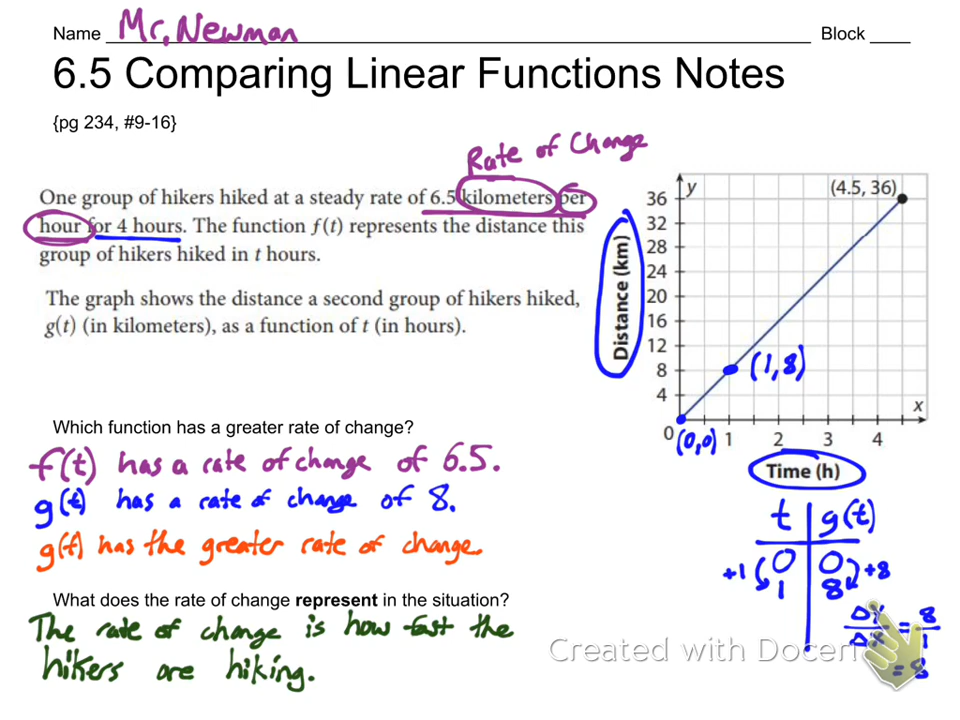 Name Mr. Newman Block
6.5 Comparing Linear Functions Notes
{pg 234, #9-16}
Rate of Change
One group of hikers hiked at a steady rate of 6.5 kilometers per
hour for 4 hours. The function f(t) represents the distance this
group of hikers hiked in t hours.
The graph shows the distance a second group of hikers hiked,
g(t) (in kilometers), as a function of t (in hours).
y
(4.5, 36)
36
32
28
24
20
16
12
8
4
0
Distance (km)
(1, 8)
x
(0,0) 1 2 3 4
Time (h)
Which function has a greater rate of change?
f(t) has a rate of change of 6.5.
g(t) has a rate of change of 8.
g(t) has the greater rate of change.
t g(t)
+1 0 0 +8
1 8
Δy/Δx = 8/1
= 8
What does the rate of change represent in the situation?
The rate of change is how fast the
hikers are hiking.
Created with Doceri